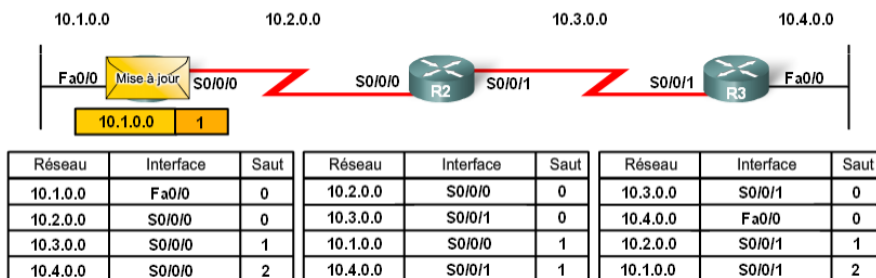 10.1.0.0 10.2.0.0 10.3.0.0 10.4.0.0
Fa0/0 Mise à jour S0/0/0 S0/0/0 R2 S0/0/1 S0/0/1 R3 Fa0/0
10.1.0.0 1
Réseau Interface Saut Réseau Interface Saut Réseau Interface Saut
10.1.0.0 Fa0/0 0 10.2.0.0 S0/0/0 0 10.3.0.0 S0/0/1 0
10.2.0.0 S0/0/0 0 10.3.0.0 S0/0/1 0 10.4.0.0 Fa0/0 0
10.3.0.0 S0/0/0 1 10.1.0.0 S0/0/0 1 10.2.0.0 S0/0/1 1
10.4.0.0 S0/0/0 2 10.4.0.0 S0/0/1 1 10.1.0.0 S0/0/1 2